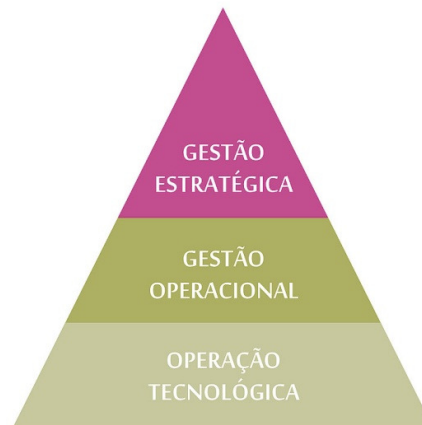 GESTÃO
ESTRATÉGICA
GESTÃO
OPERACIONAL
OPERAÇÃO
TECNOLÓGICA